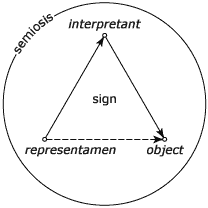 semiosis
interpretant
sign
representamen object